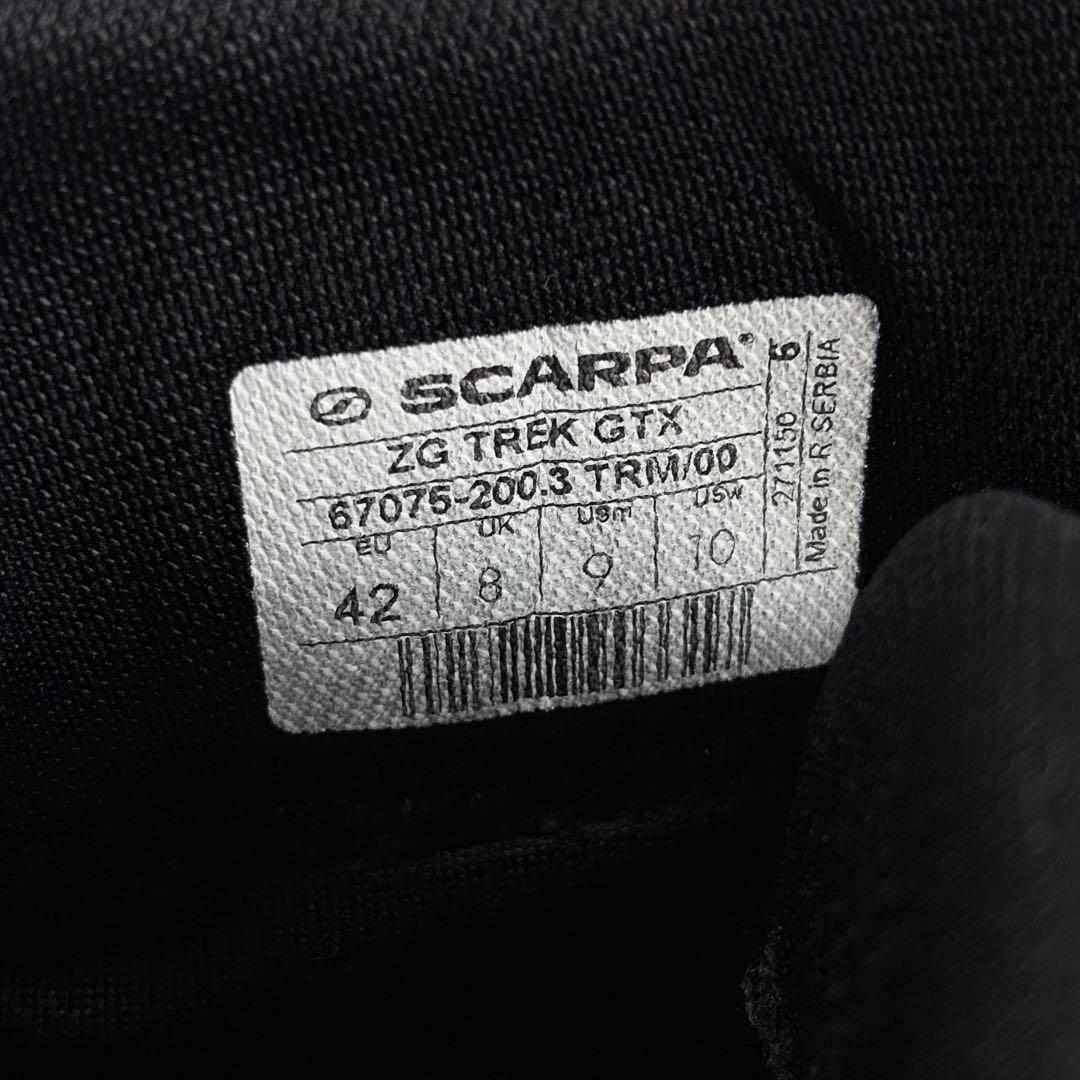 SCARPA®
ZG TREK GTX
67075-200.3 TRM/00
EU UK USm USw
42 8 9 10
271150 6
Made in R SERBIA